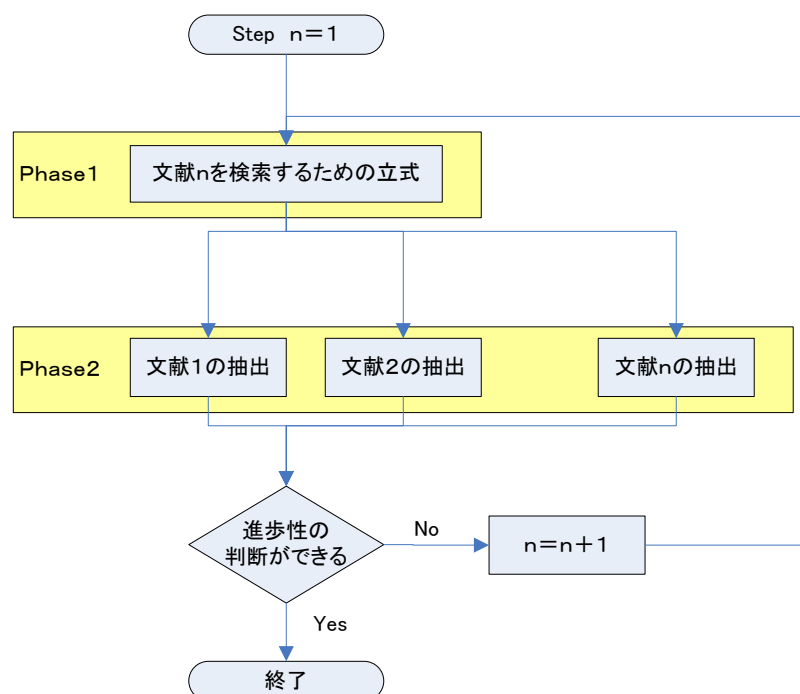 Step n=1
Phase1
文献nを検索するための立式
Phase2
文献1の抽出
文献2の抽出
文献nの抽出
進歩性の
判断ができる
No
n=n+1
Yes
終了